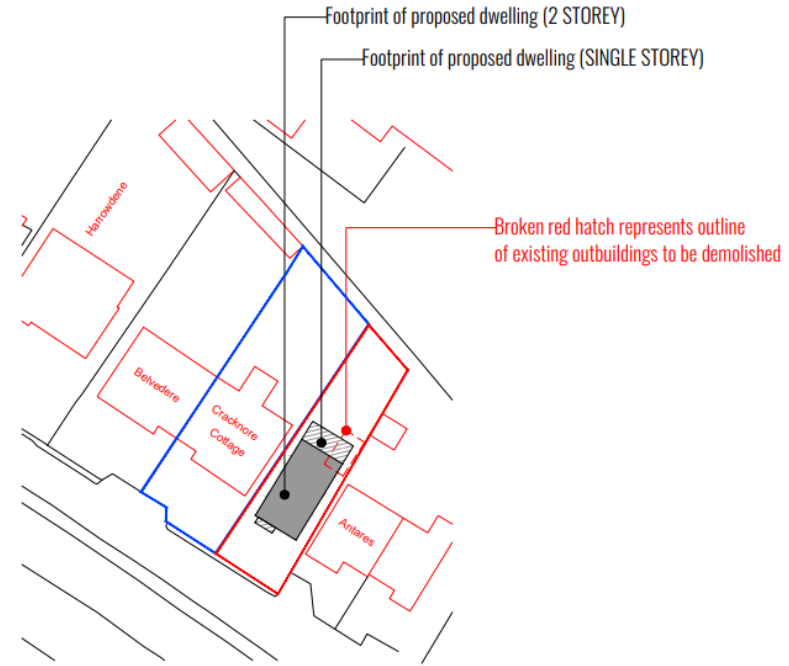 Footprint of proposed dwelling (2 STOREY)
Footprint of proposed dwelling (SINGLE STOREY)
Harrowdene
Broken red hatch represents outline
of existing outbuildings to be demolished
Belvedere
Cracknore
Cottage
Antares